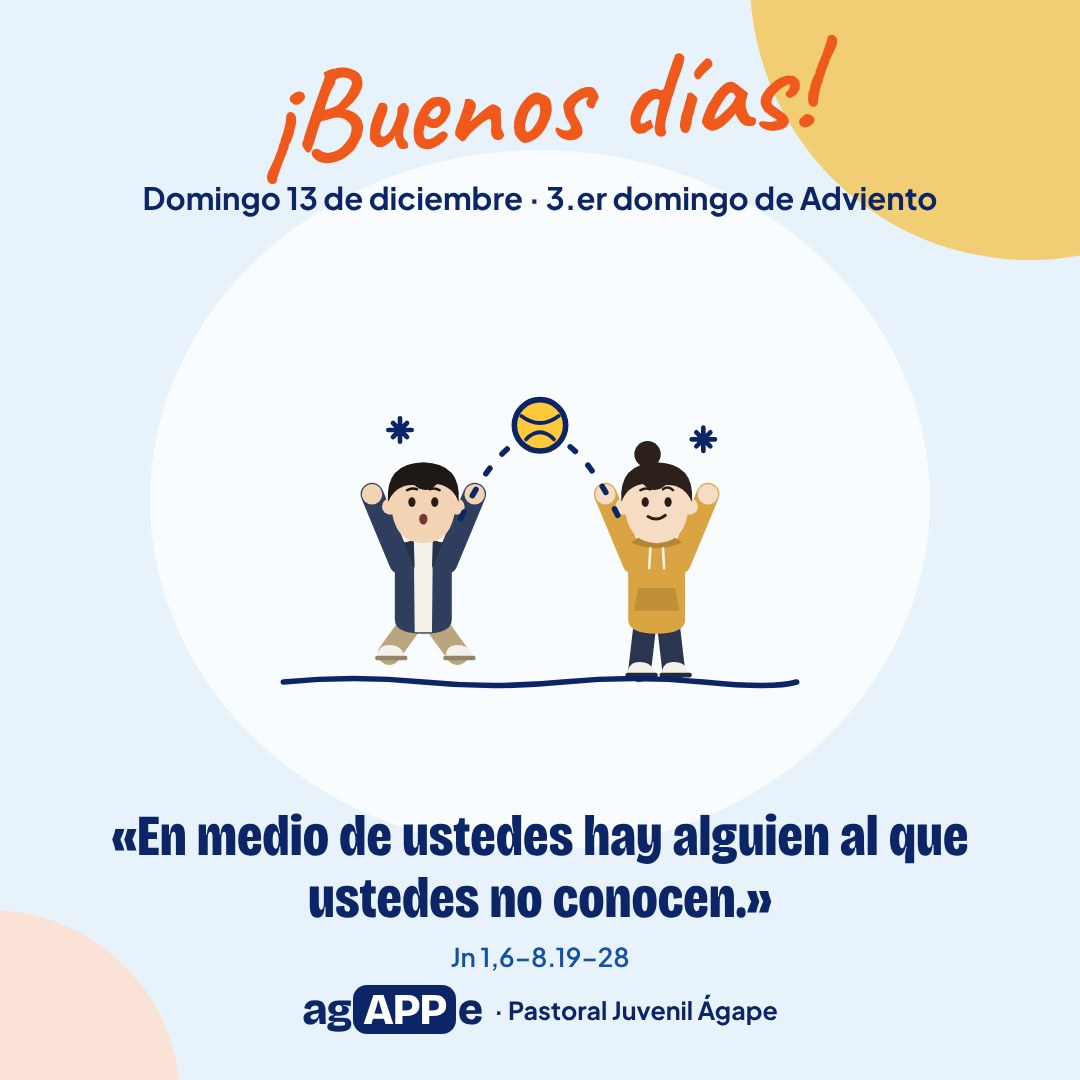 ¡Buenos días!
Domingo 13 de diciembre · 3.er domingo de Adviento
«En medio de ustedes hay alguien al que
ustedes no conocen.»
Jn 1,6–8.19–28
agAPPe · Pastoral Juvenil Ágape